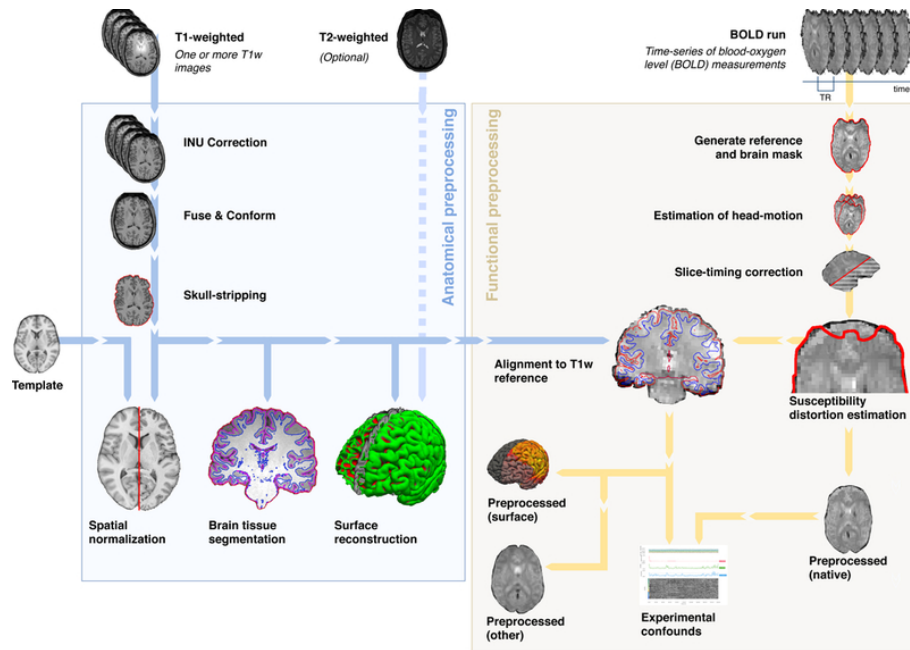 T1-weighted
One or more T1w
images
T2-weighted
(Optional)
BOLD run
Time-series of blood-oxygen
level (BOLD) measurements
TR
time
INU Correction
Fuse & Conform
Skull-stripping
Anatomical preprocessing
Functional preprocessing
Generate reference
and brain mask
Estimation of head-motion
Slice-timing correction
Template
Alignment to T1w
reference
Susceptibility
distortion estimation
Spatial
normalization
Brain tissue
segmentation
Surface
reconstruction
Preprocessed
(surface)
Preprocessed
(other)
Experimental
confounds
Preprocessed
(native)